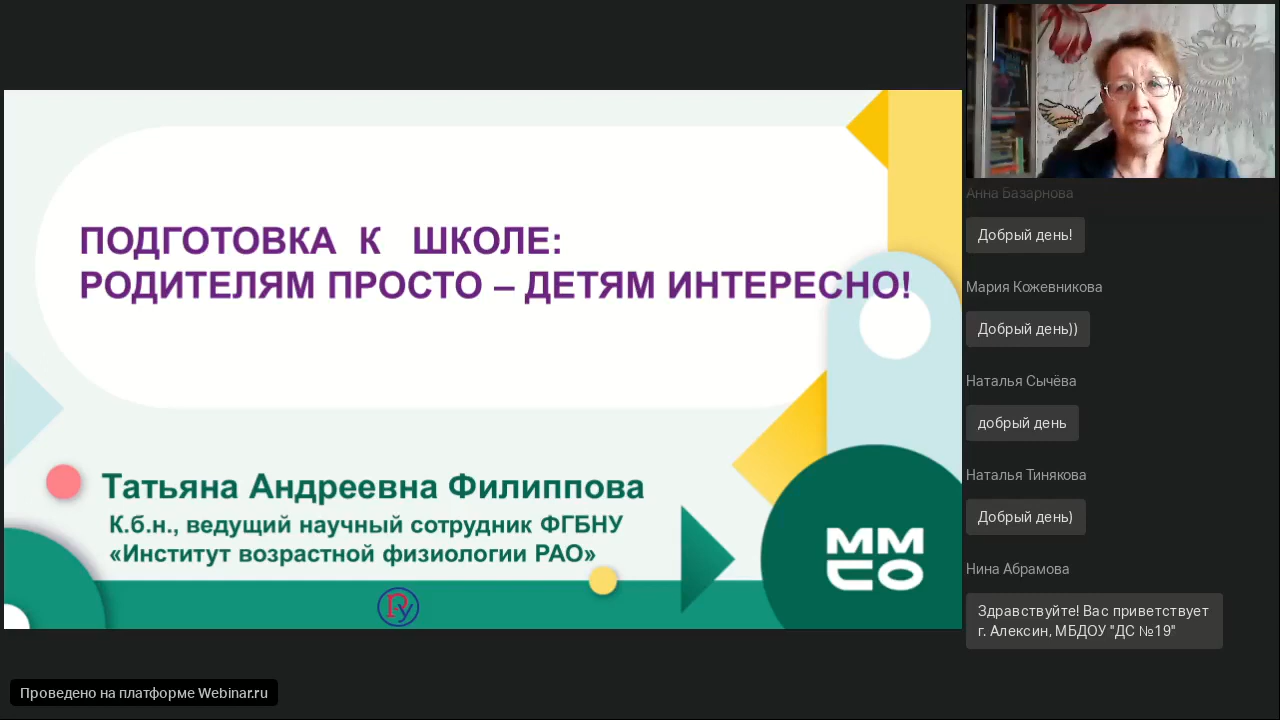 ПОДГОТОВКА К ШКОЛЕ:
РОДИТЕЛЯМ ПРОСТО – ДЕТЯМ ИНТЕРЕСНО!
Татьяна Андреевна Филиппова
К.б.н., ведущий научный сотрудник ФГБНУ
«Институт возрастной физиологии РАО»
ММ
СО
Проведено на платформе Webinar.ru
Анна Базарнова
Добрый день!
Мария Кожевникова
Добрый день))
Наталья Сычёва
добрый день
Наталья Тинякова
Добрый день)
Нина Абрамова
Здравствуйте! Вас приветствует
г. Алексин, МБДОУ "ДС №19"